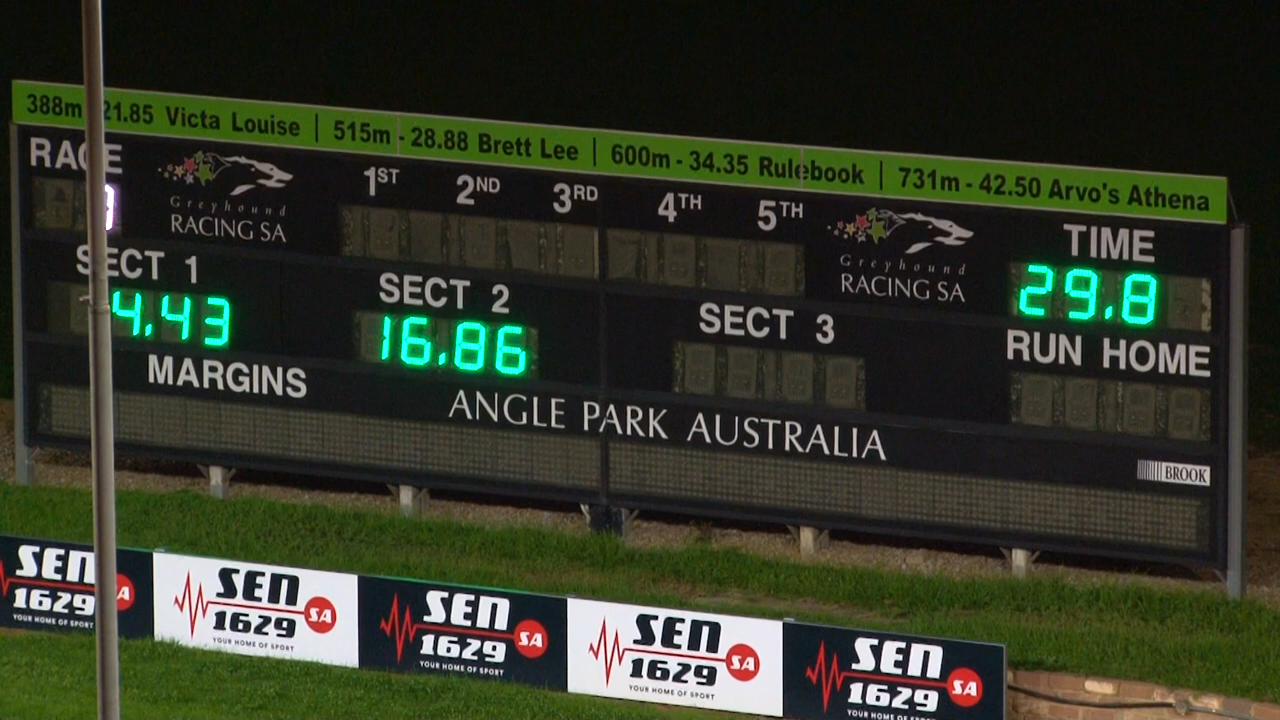 388m 21.85 Victa Louise | 515m - 28.88 Brett Lee | 600m - 34.35 Rulebook | 731m - 42.50 Arvo's Athena
RACE
Greyhound
RACING SA
1ST 2ND 3RD 4TH 5TH
Greyhound
RACING SA
TIME
29.8
SECT 1
4.43
SECT 2
16.86
SECT 3
RUN HOME
MARGINS
ANGLE PARK AUSTRALIA
BROOK
SEN
1629 SA
YOUR HOME OF SPORT
SEN
1629 SA
YOUR HOME OF SPORT
SEN
1629 SA
YOUR HOME OF SPORT
SEN
1629 SA
YOUR HOME OF SPORT
SEN
1629 SA
YOUR HOME OF SPORT